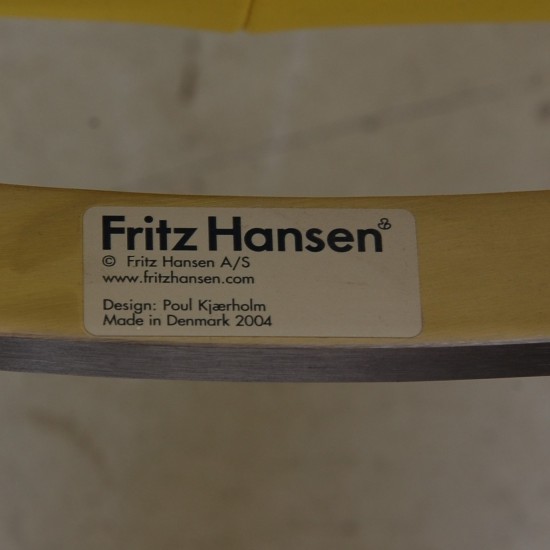 Fritz Hansen
© Fritz Hansen A/S
www.fritzhansen.com
Design: Poul Kjærholm
Made in Denmark 2004